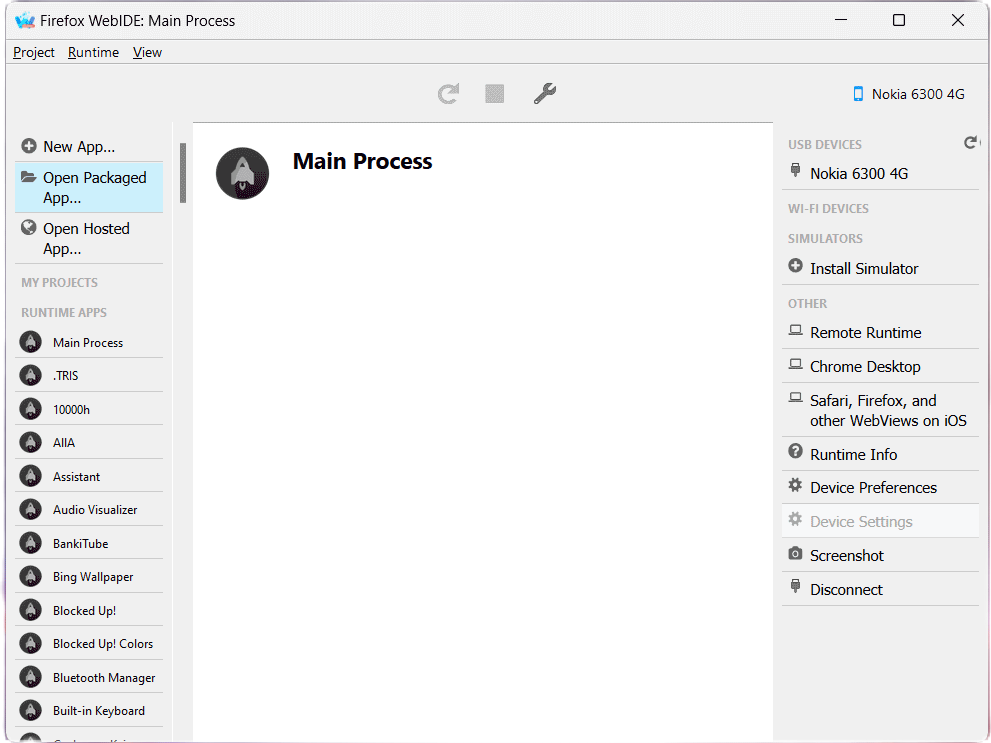 Firefox WebIDE: Main Process
Project Runtime View
Nokia 6300 4G
New App...
Open Packaged
App...
Open Hosted
App...
MY PROJECTS
RUNTIME APPS
Main Process
.TRIS
10000h
AIIA
Assistant
Audio Visualizer
BankiTube
Bing Wallpaper
Blocked Up!
Blocked Up! Colors
Bluetooth Manager
Built-in Keyboard
Main Process
USB DEVICES
Nokia 6300 4G
WI-FI DEVICES
SIMULATORS
Install Simulator
OTHER
Remote Runtime
Chrome Desktop
Safari, Firefox, and
other WebViews on iOS
Runtime Info
Device Preferences
Device Settings
Screenshot
Disconnect